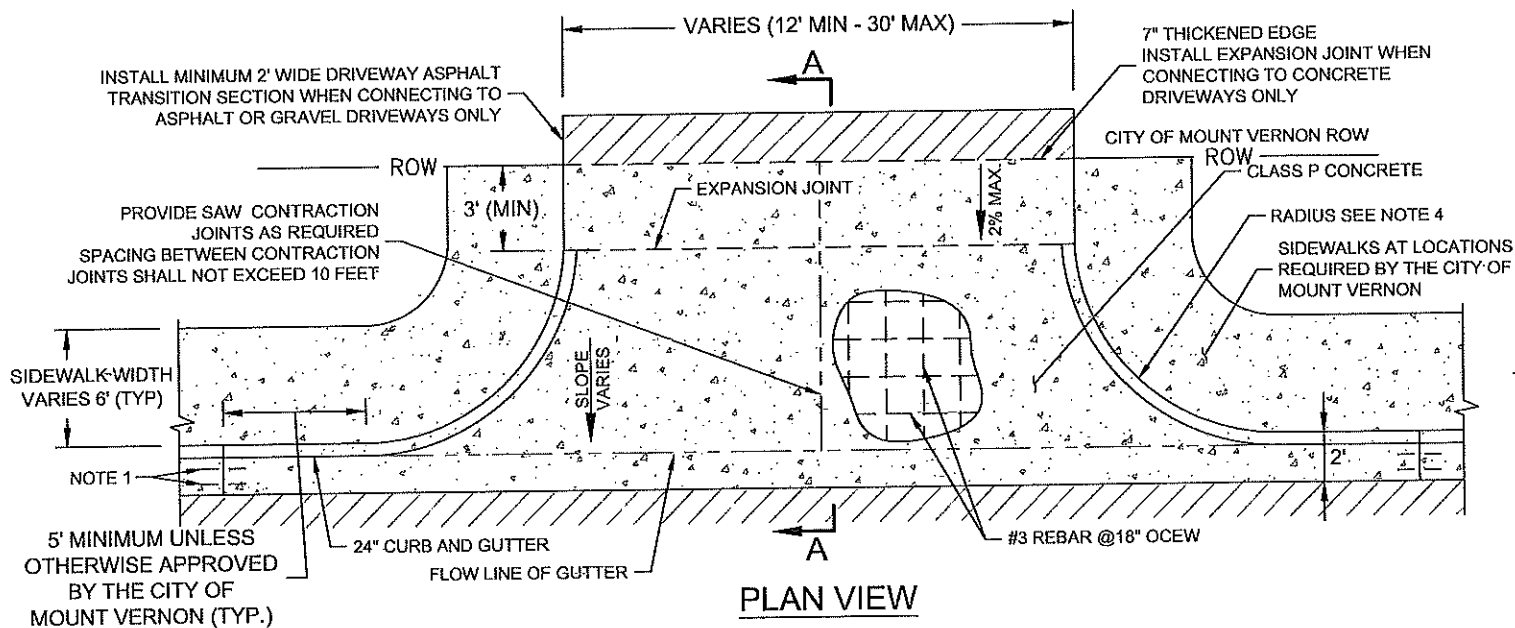 VARIES (12' MIN - 30' MAX)
7" THICKENED EDGE
INSTALL EXPANSION JOINT WHEN
CONNECTING TO CONCRETE
DRIVEWAYS ONLY
A
INSTALL MINIMUM 2' WIDE DRIVEWAY ASPHALT
TRANSITION SECTION WHEN CONNECTING TO
ASPHALT OR GRAVEL DRIVEWAYS ONLY
CITY OF MOUNT VERNON ROW
ROW
ROW
CLASS P CONCRETE
EXPANSION JOINT
3' (MIN)
2% MAX.
PROVIDE SAW CONTRACTION
JOINTS AS REQUIRED
SPACING BETWEEN CONTRACTION
JOINTS SHALL NOT EXCEED 10 FEET
RADIUS SEE NOTE 4
SIDEWALKS AT LOCATIONS
REQUIRED BY THE CITY OF
MOUNT VERNON
SIDEWALK WIDTH
VARIES 6' (TYP)
SLOPE
VARIES
NOTE 1
2'
5' MINIMUM UNLESS
OTHERWISE APPROVED
BY THE CITY OF
MOUNT VERNON (TYP.)
24" CURB AND GUTTER
FLOW LINE OF GUTTER
A
#3 REBAR @18" OCEW
PLAN VIEW